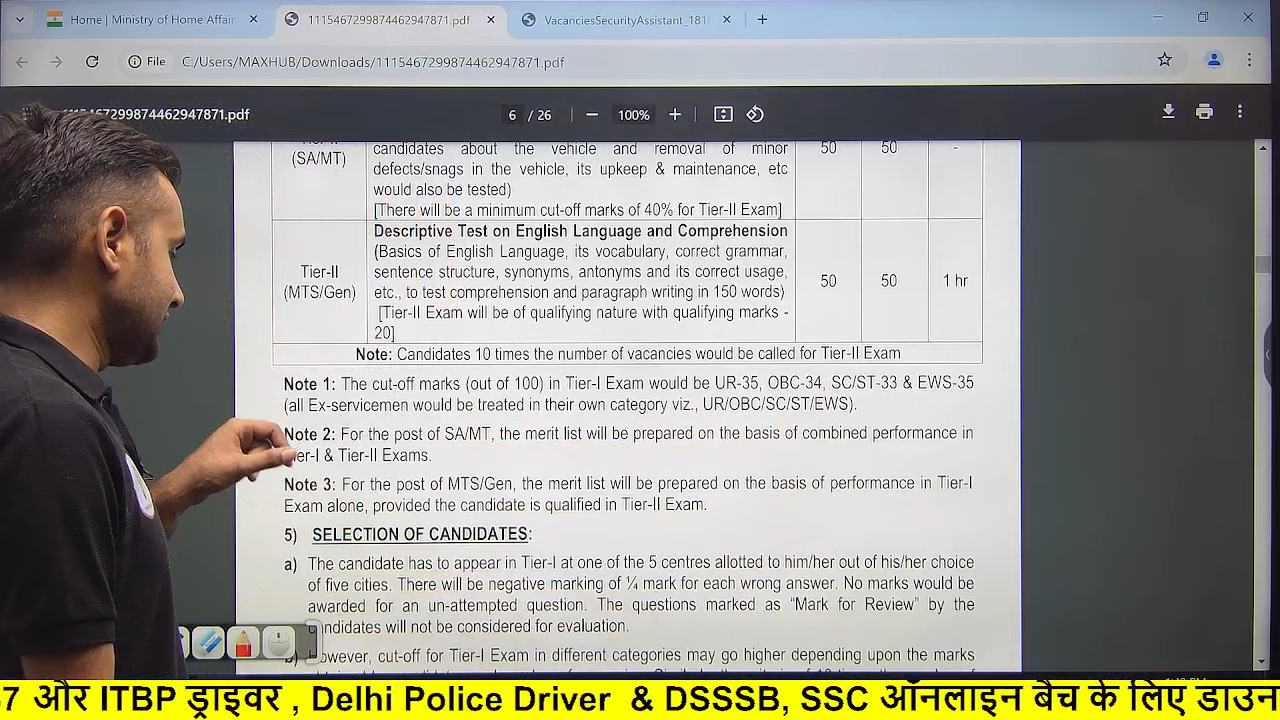 Home | Ministry of Home Affair
1115467299874462947871.pdf
VacanciesSecurityAssistant_1810
File C:/Users/MAXHUB/Downloads/1115467299874462947871.pdf
467299874462947871.pdf
6 / 26
100%
(SA/MT)
candidates about the vehicle and removal of minor
defects/snags in the vehicle, its upkeep & maintenance, etc
would also be tested)
[There will be a minimum cut-off marks of 40% for Tier-II Exam]
50 50 -
Tier-II
(MTS/Gen)
Descriptive Test on English Language and Comprehension
(Basics of English Language, its vocabulary, correct grammar,
sentence structure, synonyms, antonyms and its correct usage,
etc., to test comprehension and paragraph writing in 150 words)
[Tier-II Exam will be of qualifying nature with qualifying marks -
20]
50 50 1 hr
Note: Candidates 10 times the number of vacancies would be called for Tier-II Exam
Note 1: The cut-off marks (out of 100) in Tier-I Exam would be UR-35, OBC-34, SC/ST-33 & EWS-35
(all Ex-servicemen would be treated in their own category viz., UR/OBC/SC/ST/EWS).
Note 2: For the post of SA/MT, the merit list will be prepared on the basis of combined performance in
er-I & Tier-II Exams.
Note 3: For the post of MTS/Gen, the merit list will be prepared on the basis of performance in Tier-I
Exam alone, provided the candidate is qualified in Tier-II Exam.
5) SELECTION OF CANDIDATES:
a) The candidate has to appear in Tier-I at one of the 5 centres allotted to him/her out of his/her choice
of five cities. There will be negative marking of ¼ mark for each wrong answer. No marks would be
awarded for an un-attempted question. The questions marked as "Mark for Review" by the
candidates will not be considered for evaluation.
b) However, cut-off for Tier-I Exam in different categories may go higher depending upon the marks
7 और ITBP ड्राइवर , Delhi Police Driver & DSSSB, SSC ऑनलाइन बैच के लिए डाउन